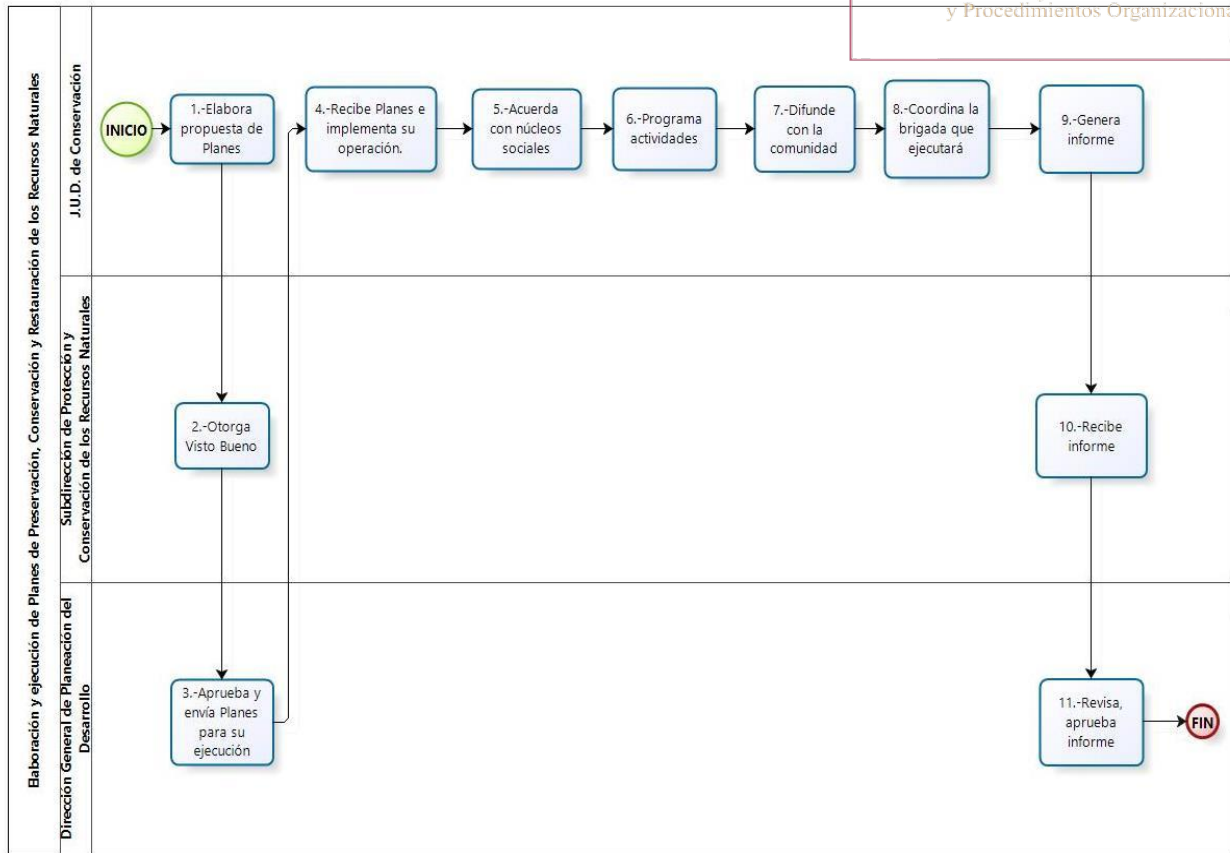 y Procedimientos Organizaciona
Elaboración y ejecución de Planes de Preservación, Conservación y Restauración de los Recursos Naturales
J.U.D. de Conservación
INICIO
1.-Elabora
propuesta de
Planes
4.-Recibe Planes e
implementa su
operación.
5.-Acuerda
con núcleos
sociales
6.-Programa
actividades
7.-Difunde
con la
comunidad
8.-Coordina la
brigada que
ejecutará
9.-Genera
informe
Subdirección de Protección y
Conservación de los Recursos Naturales
2.-Otorga
Visto Bueno
10.-Recibe
informe
Dirección General de Planeación del
Desarrollo
3.-Aprueba y
envía Planes
para su
ejecución
11.-Revisa,
aprueba
informe
FIN